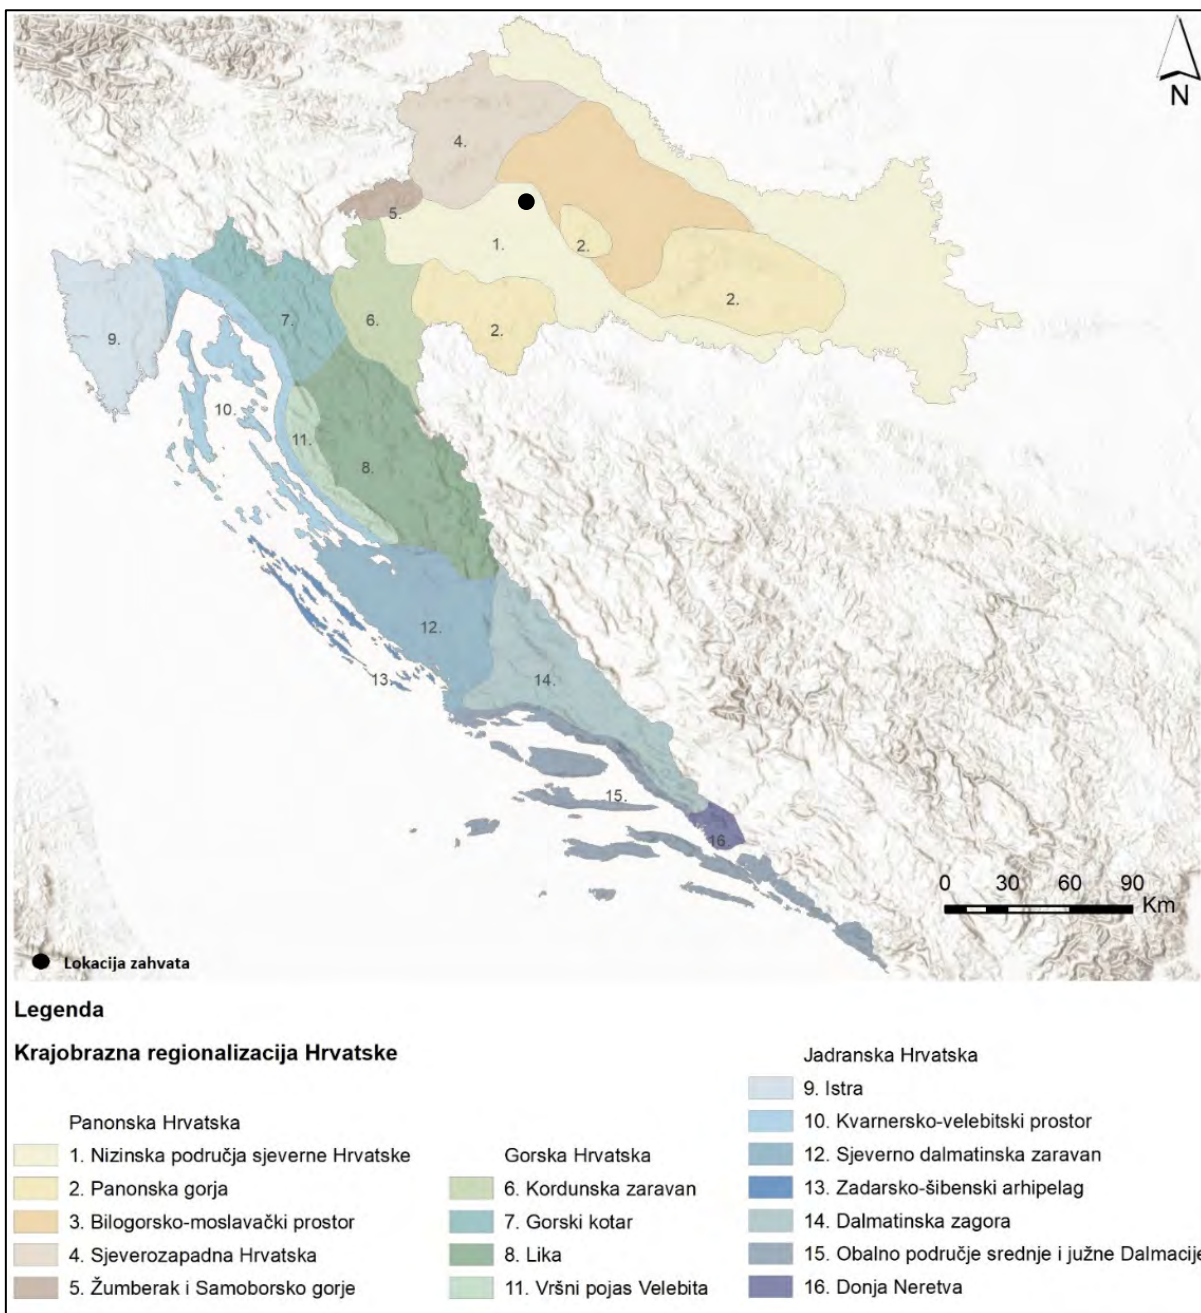 N
4.
5.
1.
2.
2.
7.
6.
2.
9.
10.
11.
8.
12.
13.
14.
15.
16.
0 30 60 90
Km
Lokacija zahvata
Legenda
Krajobrazna regionalizacija Hrvatske
Panonska Hrvatska
1. Nizinska područja sjeverne Hrvatske
2. Panonska gorja
3. Bilogorsko-moslavački prostor
4. Sjeverozapadna Hrvatska
5. Žumberak i Samoborsko gorje
Gorska Hrvatska
6. Kordunska zaravan
7. Gorski kotar
8. Lika
11. Vršni pojas Velebita
Jadranska Hrvatska
9. Istra
10. Kvarnersko-velebitski prostor
12. Sjeverno dalmatinska zaravan
13. Zadarsko-šibenski arhipelag
14. Dalmatinska zagora
15. Obalno područje srednje i južne Dalmacije
16. Donja Neretva